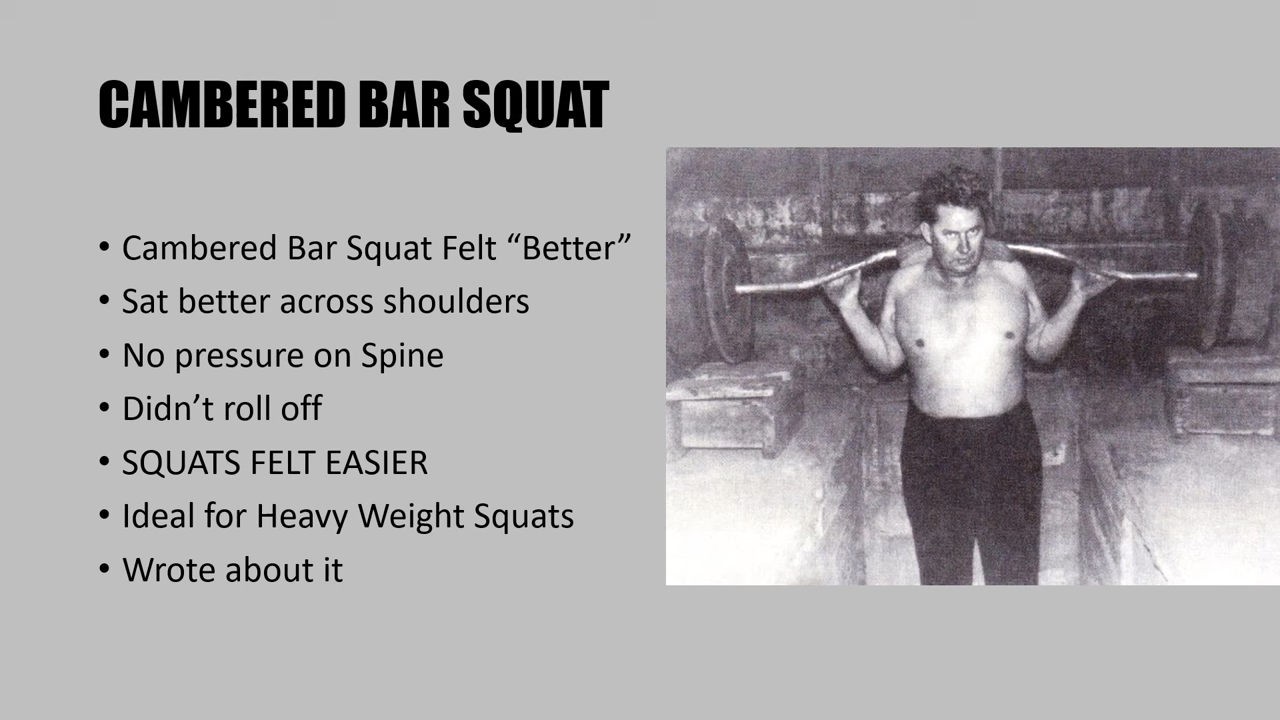 CAMBERED BAR SQUAT
• Cambered Bar Squat Felt “Better”
• Sat better across shoulders
• No pressure on Spine
• Didn’t roll off
• SQUATS FELT EASIER
• Ideal for Heavy Weight Squats
• Wrote about it